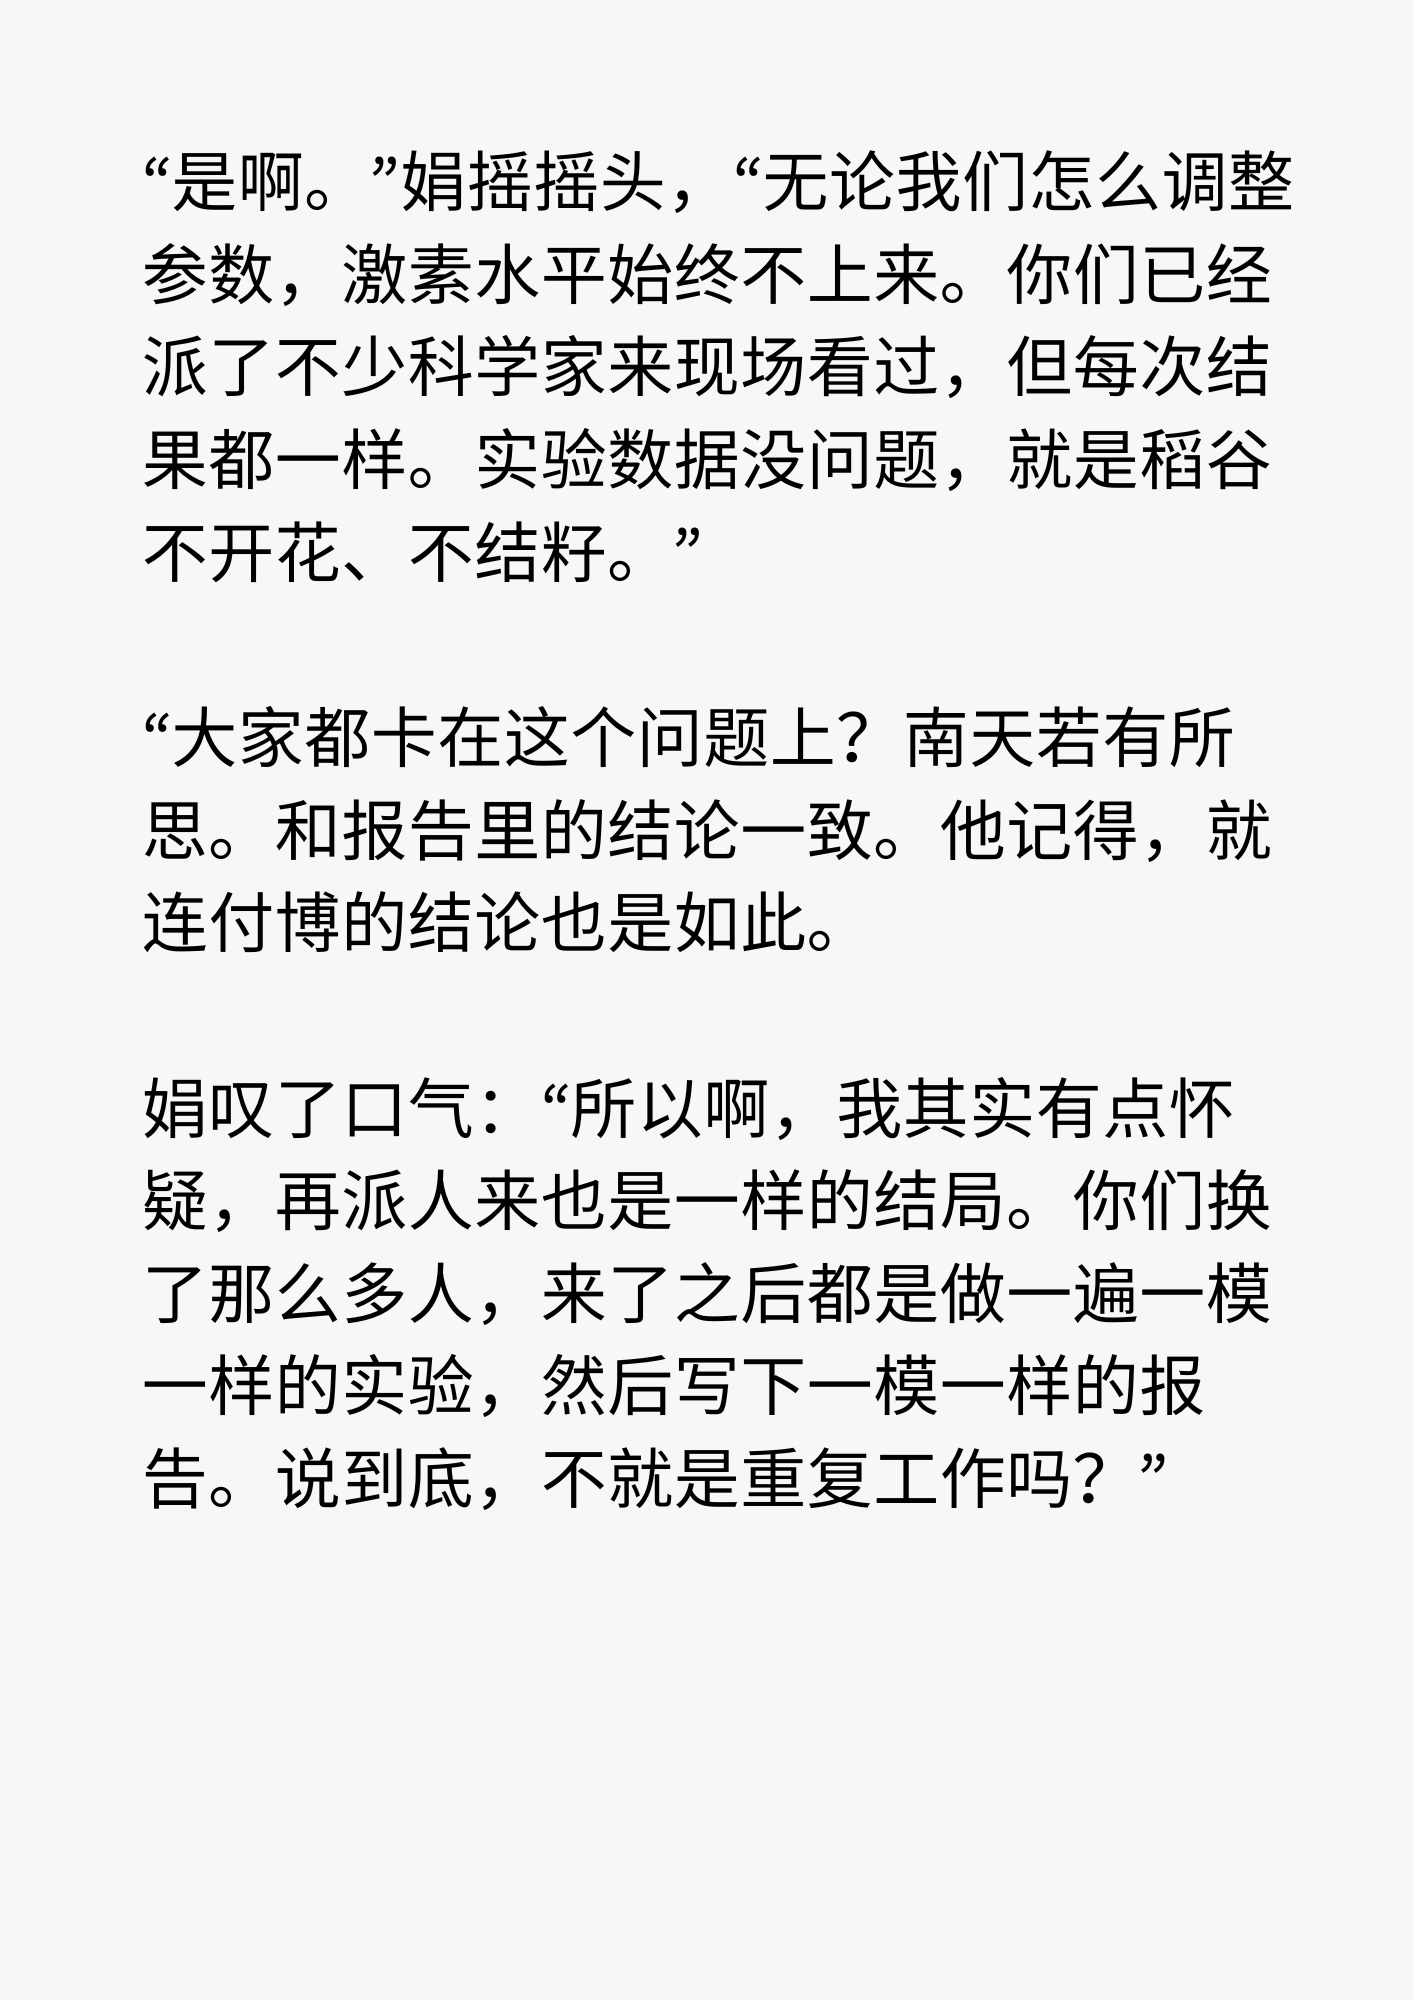 “是啊。”娟摇摇头，“无论我们怎么调整
参数，激素水平始终不上来。你们已经
派了不少科学家来现场看过，但每次结
果都一样。实验数据没问题，就是稻谷
不开花、不结籽。”
“大家都卡在这个问题上？南天若有所
思。和报告里的结论一致。他记得，就
连付博的结论也是如此。
娟叹了口气：“所以啊，我其实有点怀
疑，再派人来也是一样的结局。你们换
了那么多人，来了之后都是做一遍一模
一样的实验，然后写下一模一样的报
告。说到底，不就是重复工作吗？”